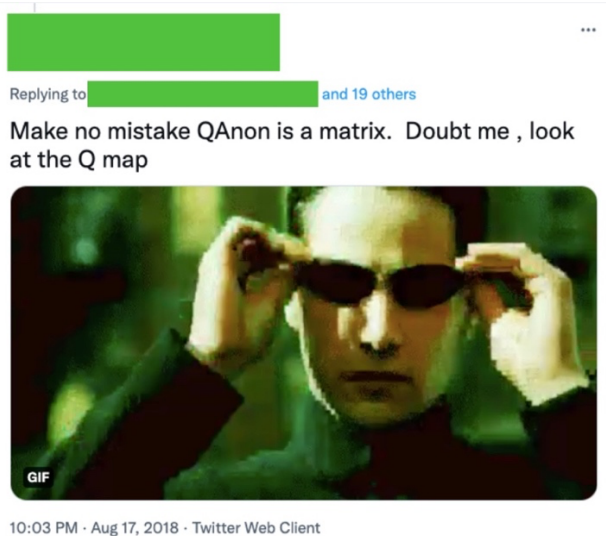 Replying to and 19 others
Make no mistake QAnon is a matrix. Doubt me , look
at the Q map
GIF
10:03 PM · Aug 17, 2018 · Twitter Web Client